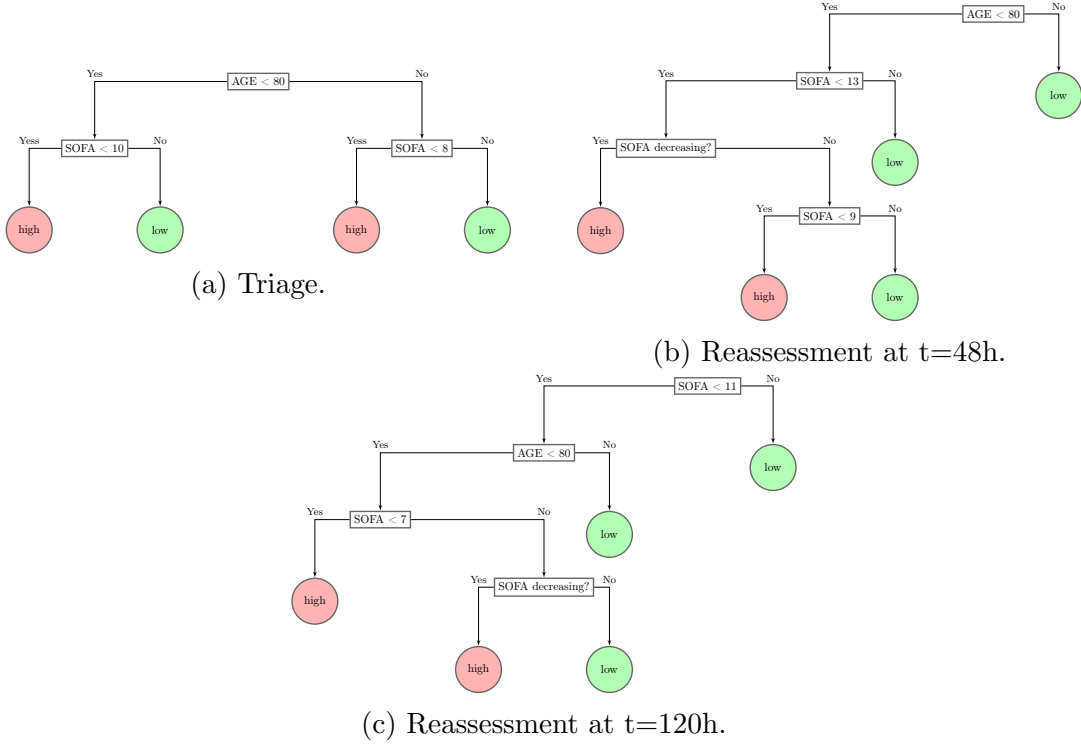 Yes
AGE < 80
No
Yess
SOFA < 10
No
Yess
SOFA < 8
No
high
low
high
low
(a) Triage.
Yes
AGE < 80
No
Yes
SOFA < 13
No
low
Yes
SOFA decreasing?
No
low
high
Yes
SOFA < 9
No
high
low
(b) Reassessment at t=48h.
Yes
SOFA < 11
No
Yes
AGE < 80
No
low
Yes
SOFA < 7
No
low
high
Yes
SOFA decreasing?
No
high
low
(c) Reassessment at t=120h.